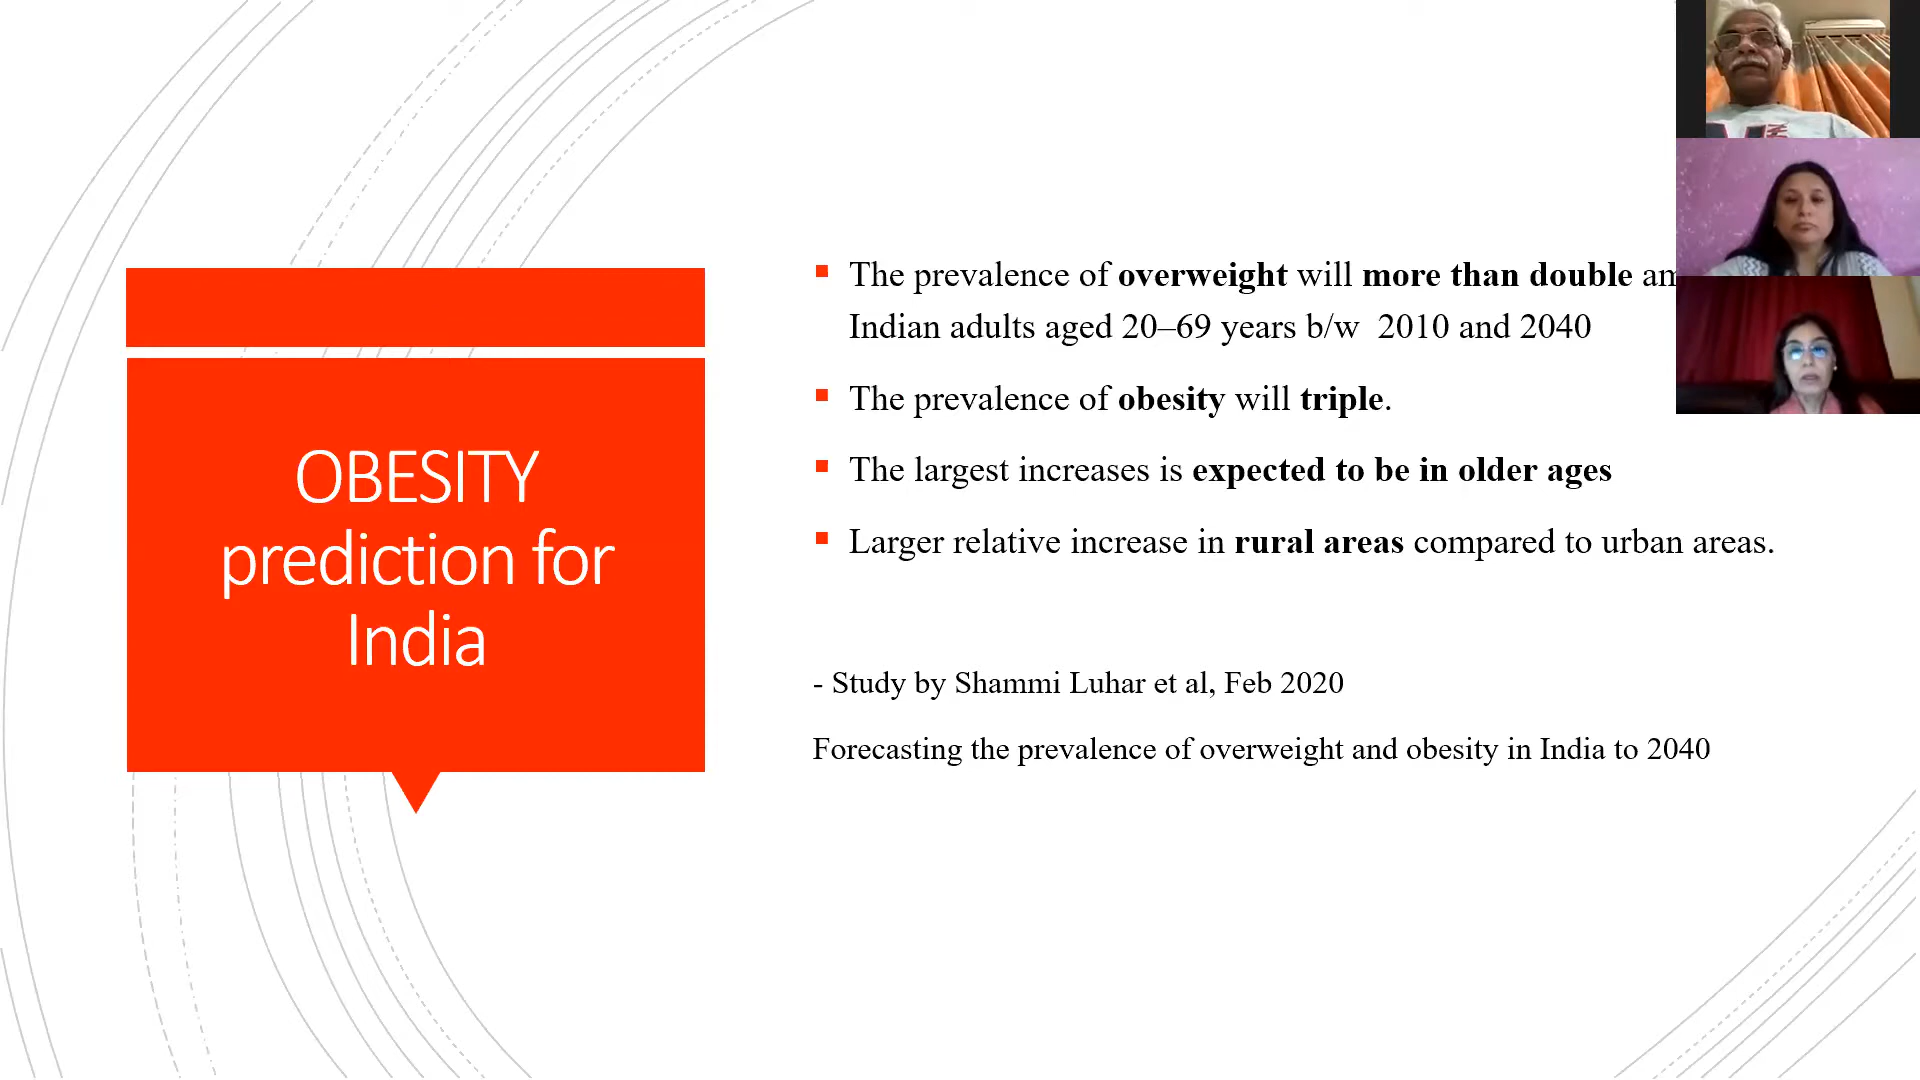 OBESITY
prediction for
India
The prevalence of overweight will more than double
Indian adults aged 20–69 years b/w 2010 and 2040
The prevalence of obesity will triple.
The largest increases is expected to be in older ages
Larger relative increase in rural areas compared to urban areas.
- Study by Shammi Luhar et al, Feb 2020
Forecasting the prevalence of overweight and obesity in India to 2040